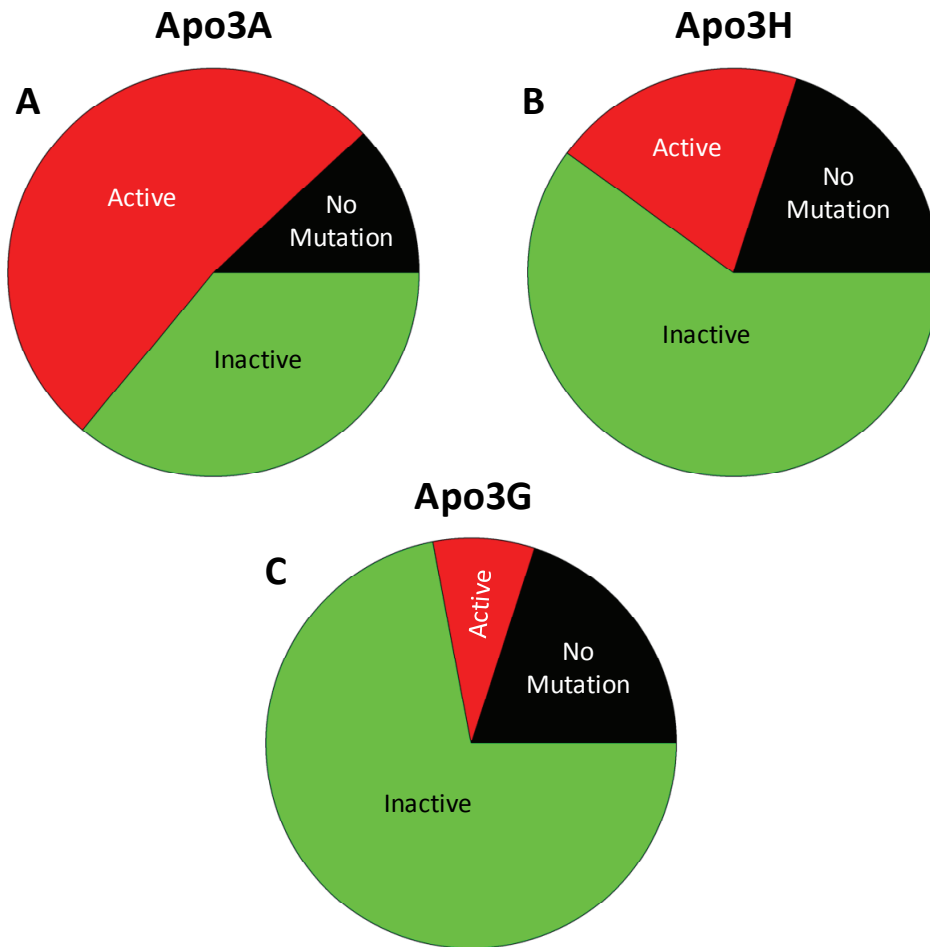 Apo3A
A
Active
No
Mutation
Inactive
Apo3H
B
Active
No
Mutation
Inactive
Apo3G
C
Active
No
Mutation
Inactive